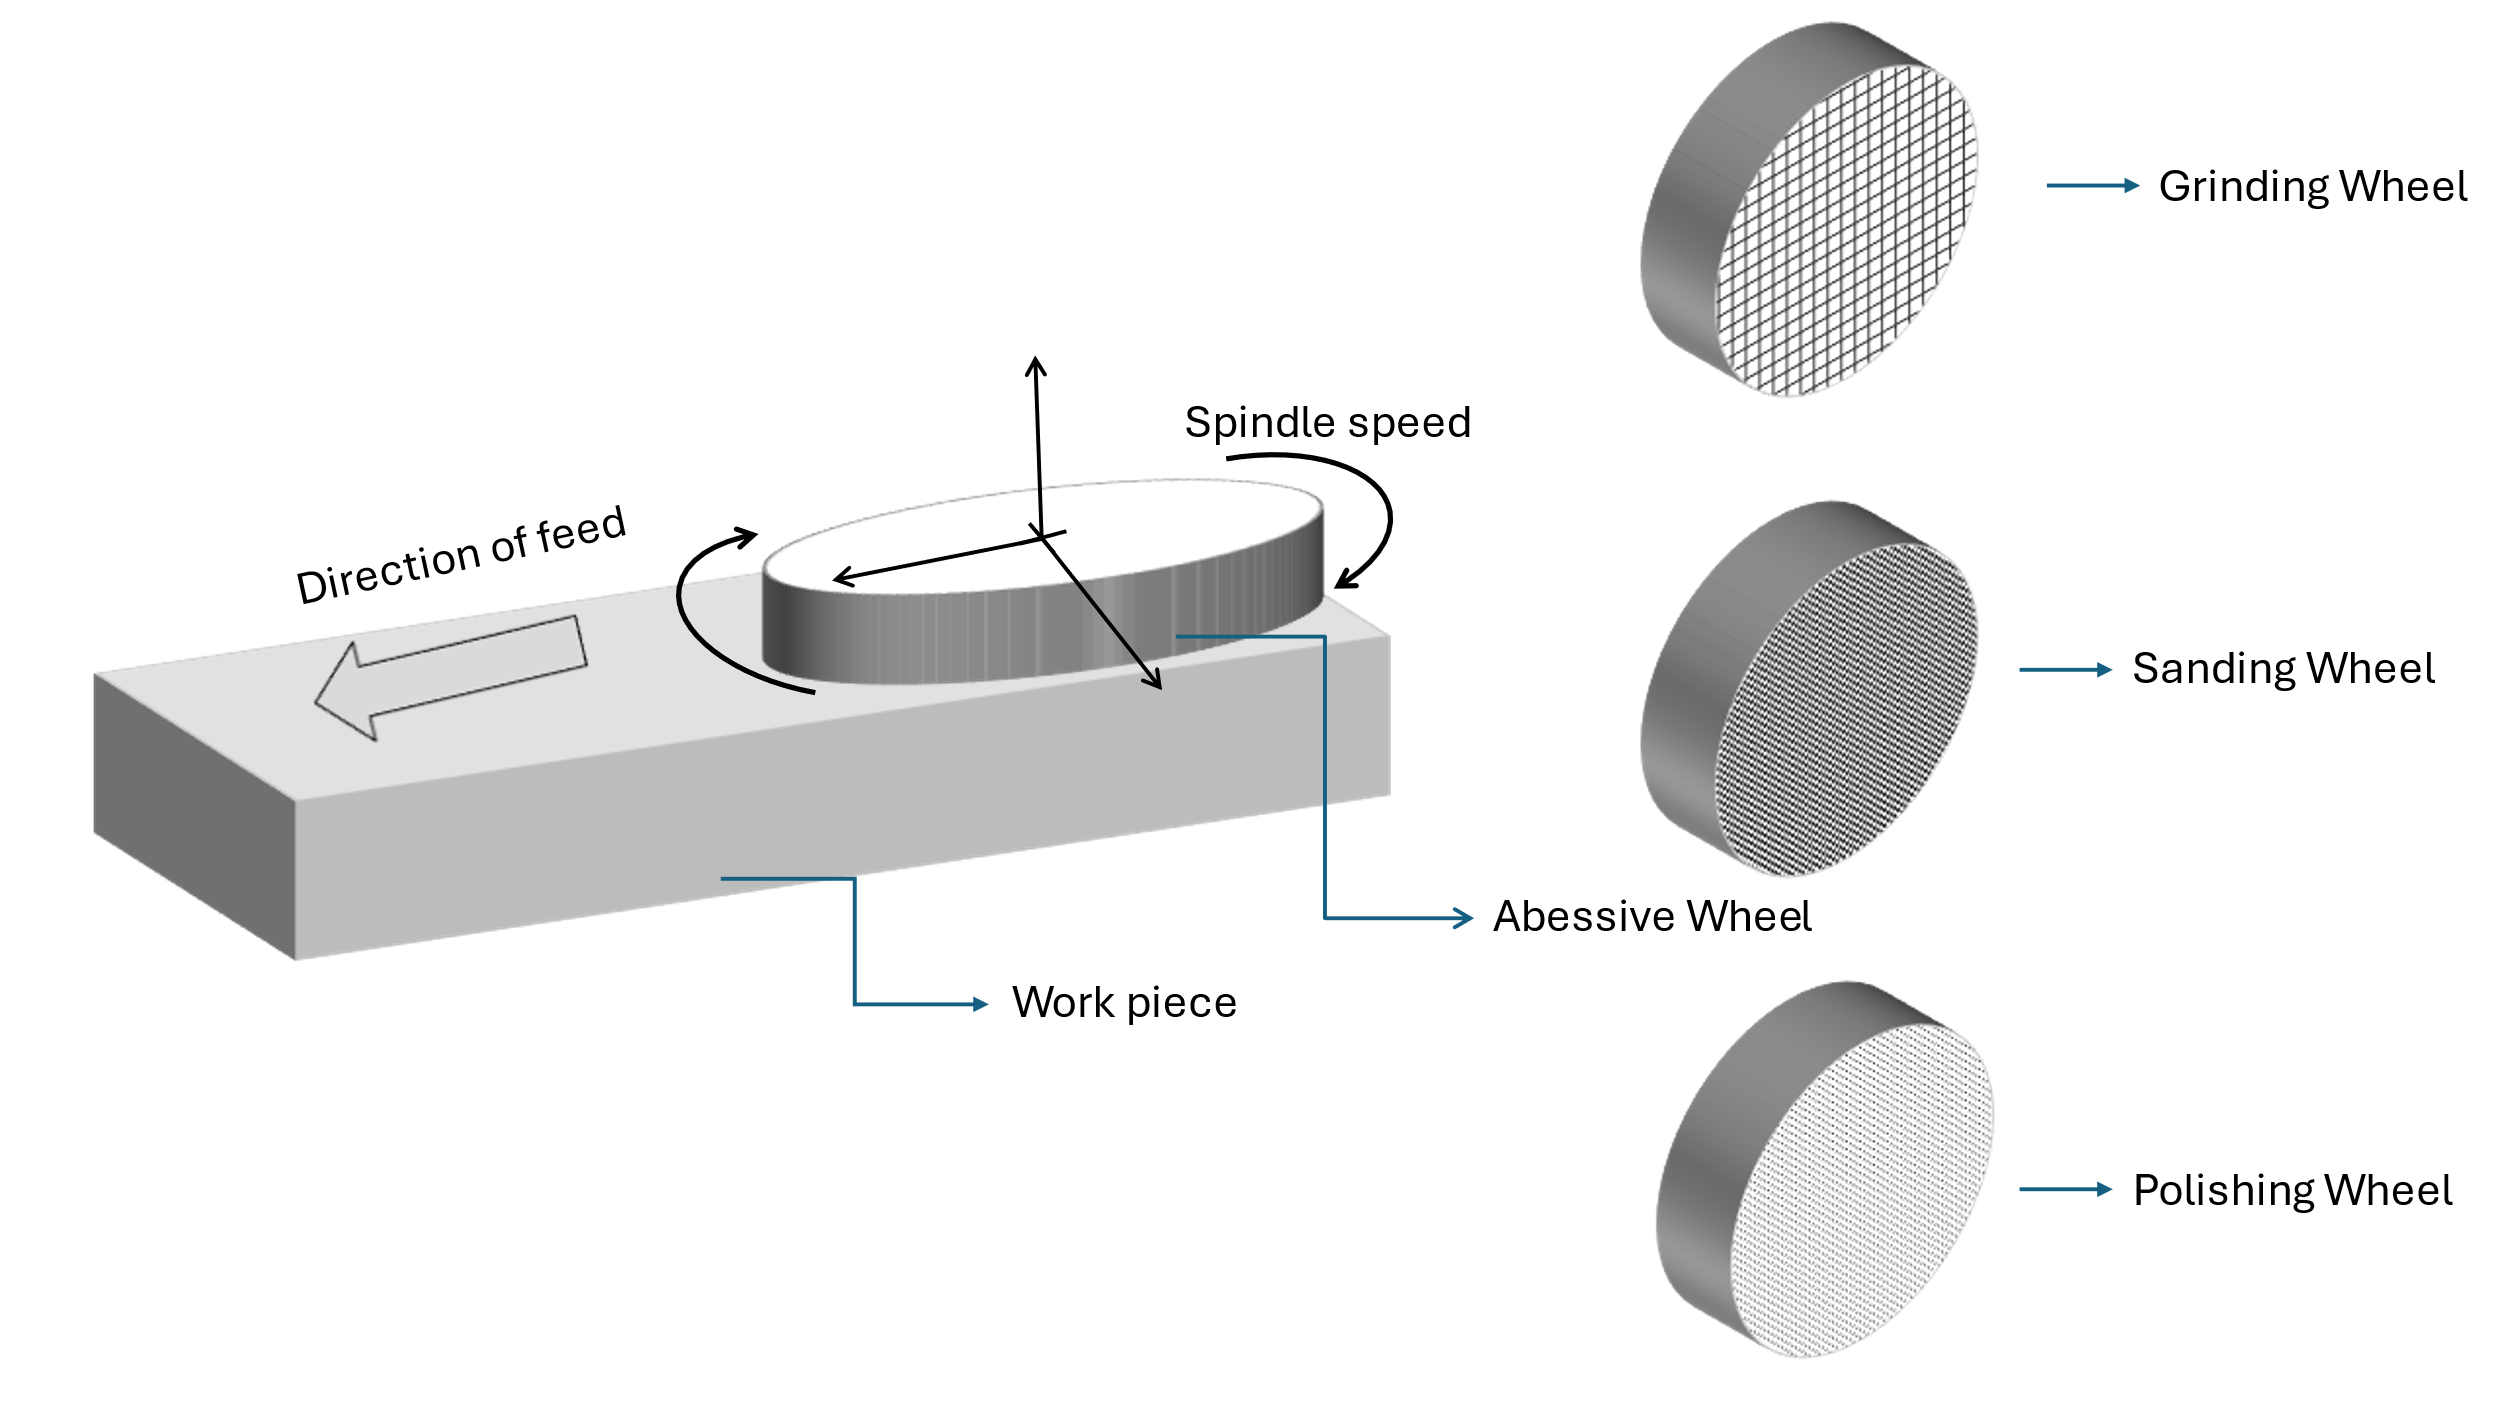 Grinding Wheel
Spindle speed
Direction of feed
Sanding Wheel
Abessive Wheel
Work piece
Polishing Wheel